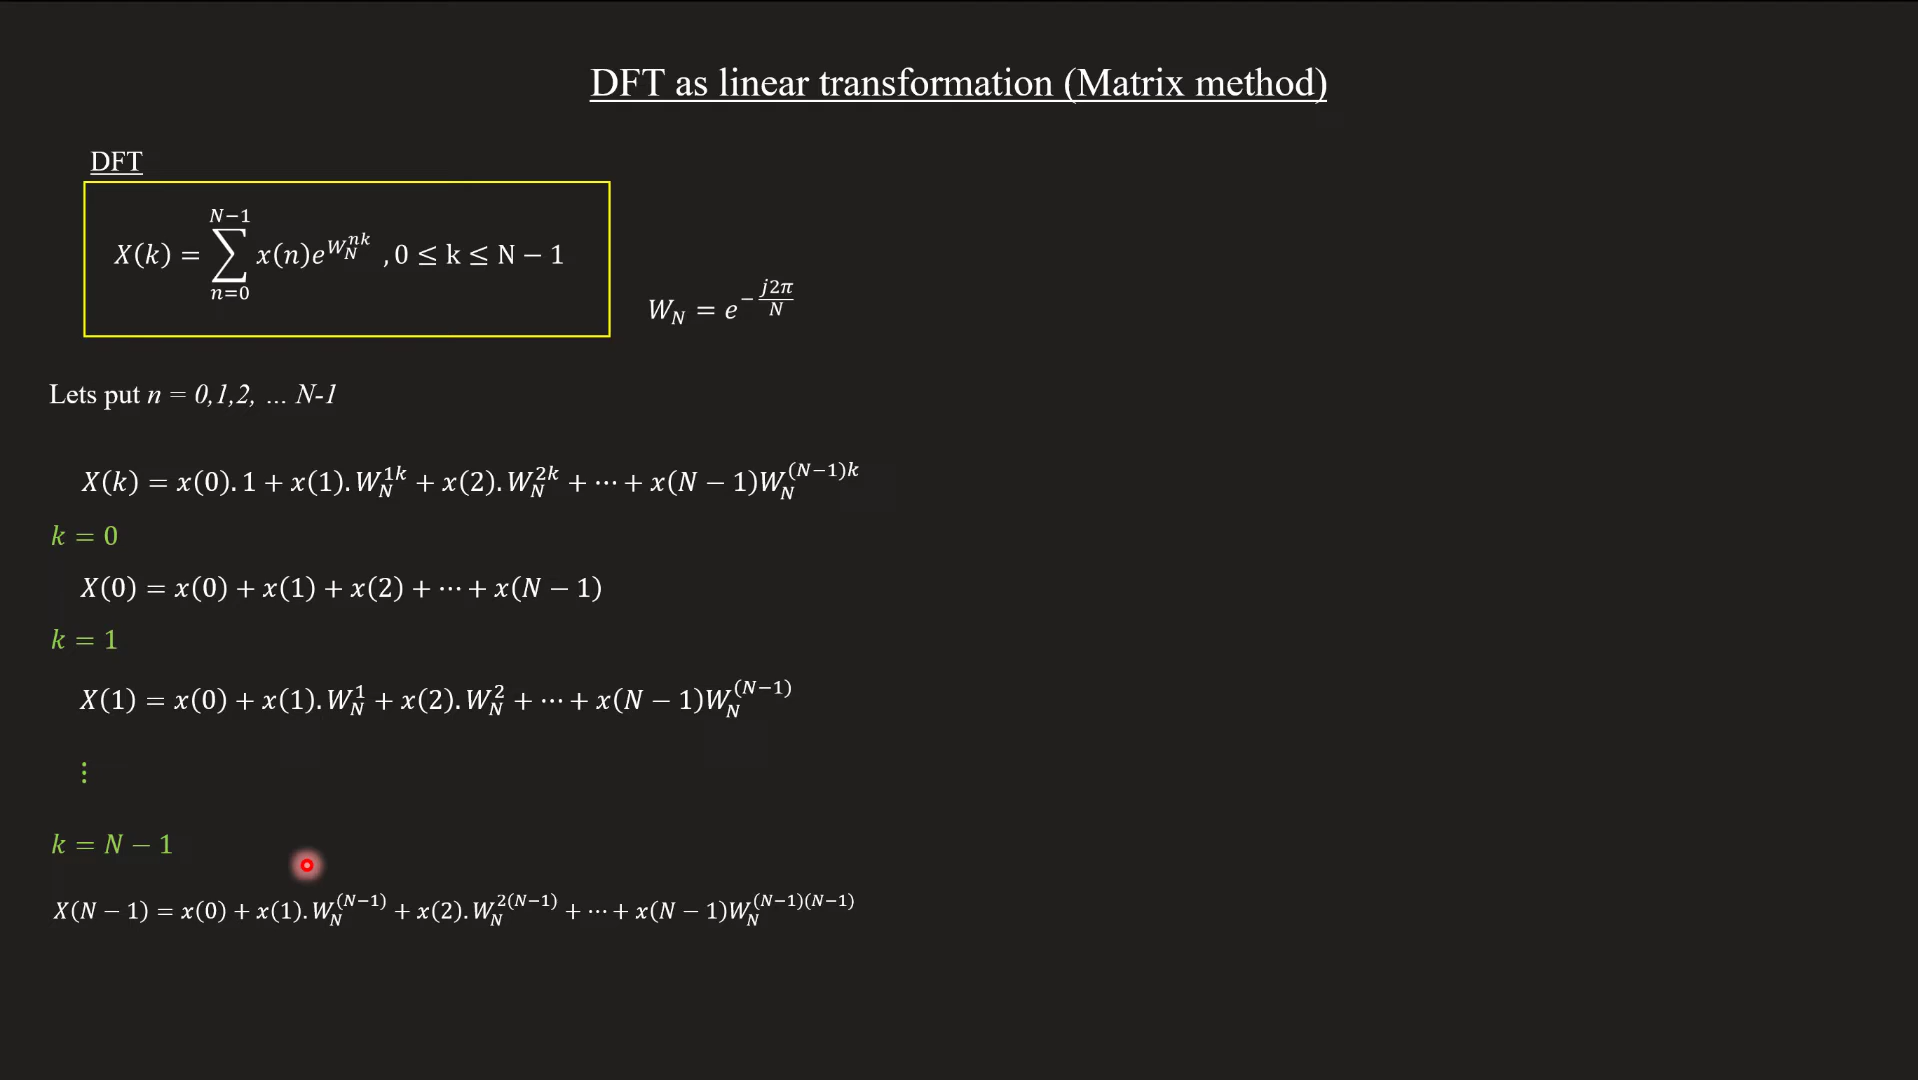 DFT as linear transformation (Matrix method)
DFT
X(k) = ∑_{n=0}^{N−1} x(n)e^{W_N^{nk}} , 0 ≤ k ≤ N − 1
W_N = e^{−\frac{j2π}{N}}
Lets put n = 0,1,2, … N-1
X(k) = x(0). 1 + x(1). W_N^{1k} + x(2). W_N^{2k} + ⋯ + x(N − 1)W_N^{(N−1)k}
k = 0
X(0) = x(0) + x(1) + x(2) + ⋯ + x(N − 1)
k = 1
X(1) = x(0) + x(1). W_N^1 + x(2). W_N^2 + ⋯ + x(N − 1)W_N^{(N−1)}
⋮
k = N − 1
X(N − 1) = x(0) + x(1). W_N^{(N−1)} + x(2). W_N^{2(N−1)} + ⋯ + x(N − 1)W_N^{(N−1)(N−1)}